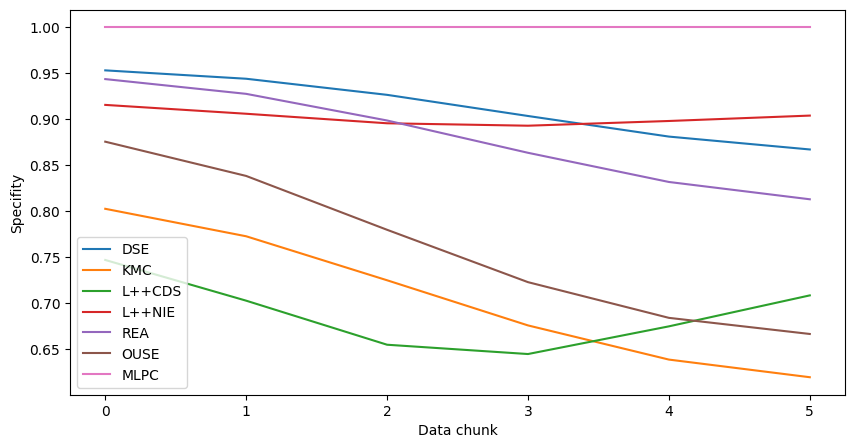 Specifity
1.00
0.95
0.90
0.85
0.80
0.75
0.70
0.65
DSE
KMC
L++CDS
L++NIE
REA
OUSE
MLPC
0 1 2 3 4 5
Data chunk